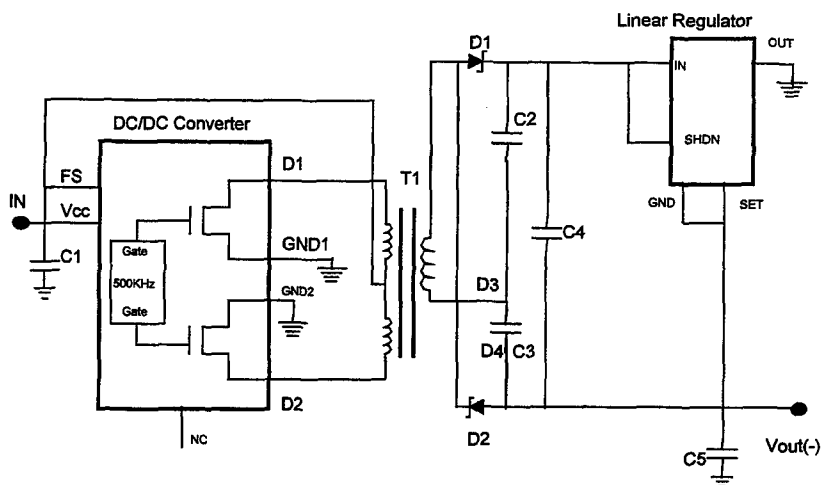 Linear Regulator
D1
OUT
IN
C2
SHDN
DC/DC Converter
FS
D1
T1
IN
Vcc
GND
SET
C4
C1
Gate
GND1
500KHz
D3
GND2
Gate
D4
C3
D2
D2
NC
Vout(-)
C5